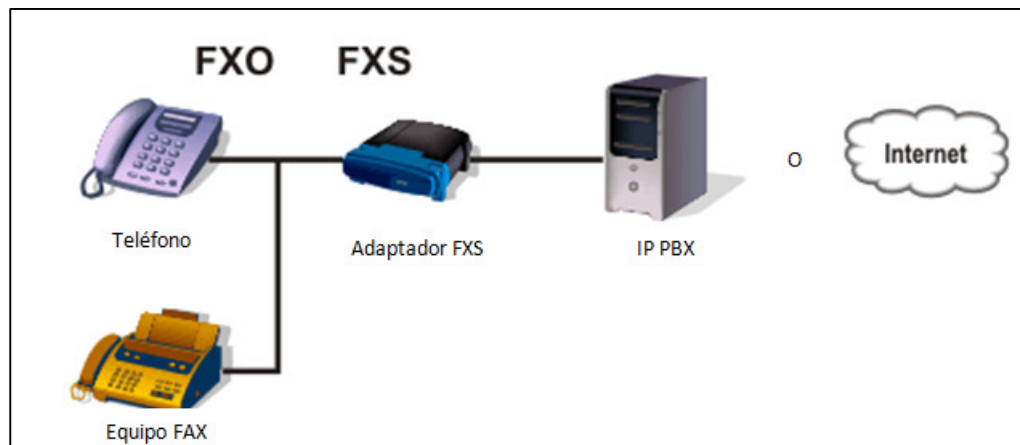 FXO FXS
Internet
O
Teléfono
Adaptador FXS
IP PBX
Equipo FAX